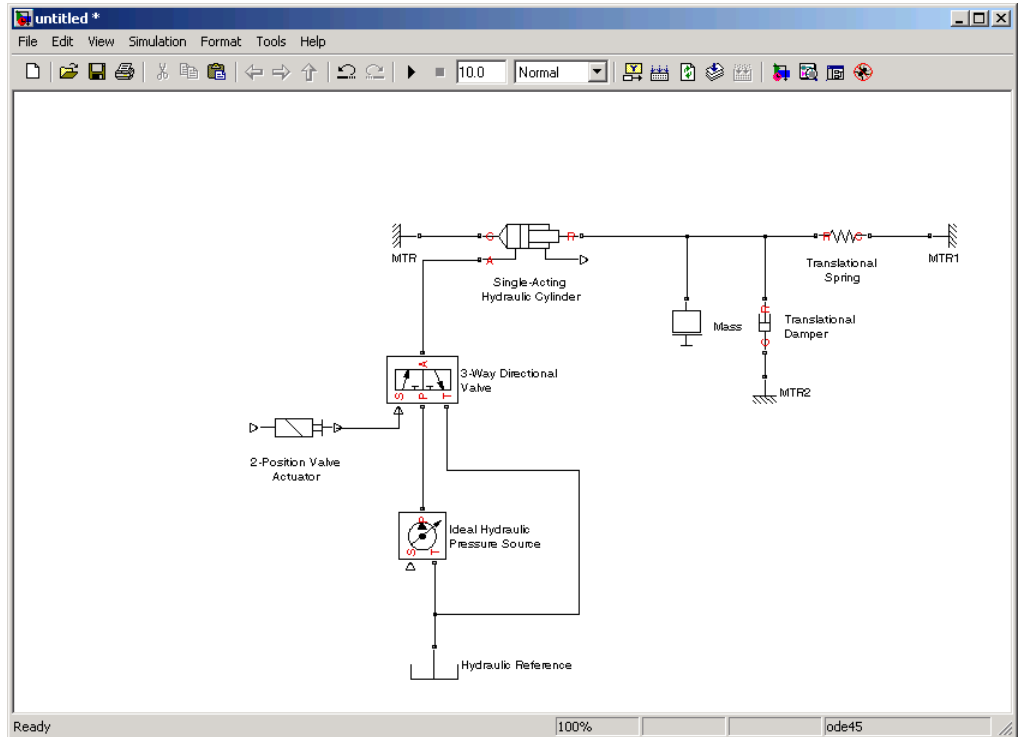 untitled *
File Edit View Simulation Format Tools Help
10.0 Normal
C R
R C
MTR
MTR1
A
Translational
Spring
Single-Acting
Hydraulic Cylinder
Mass
R
Translational
Damper
C
A
S P T
3-Way Directional
Valve
MTR2
2-Position Valve
Actuator
P
S T
Ideal Hydraulic
Pressure Source
Hydraulic Reference
Ready 100% ode45